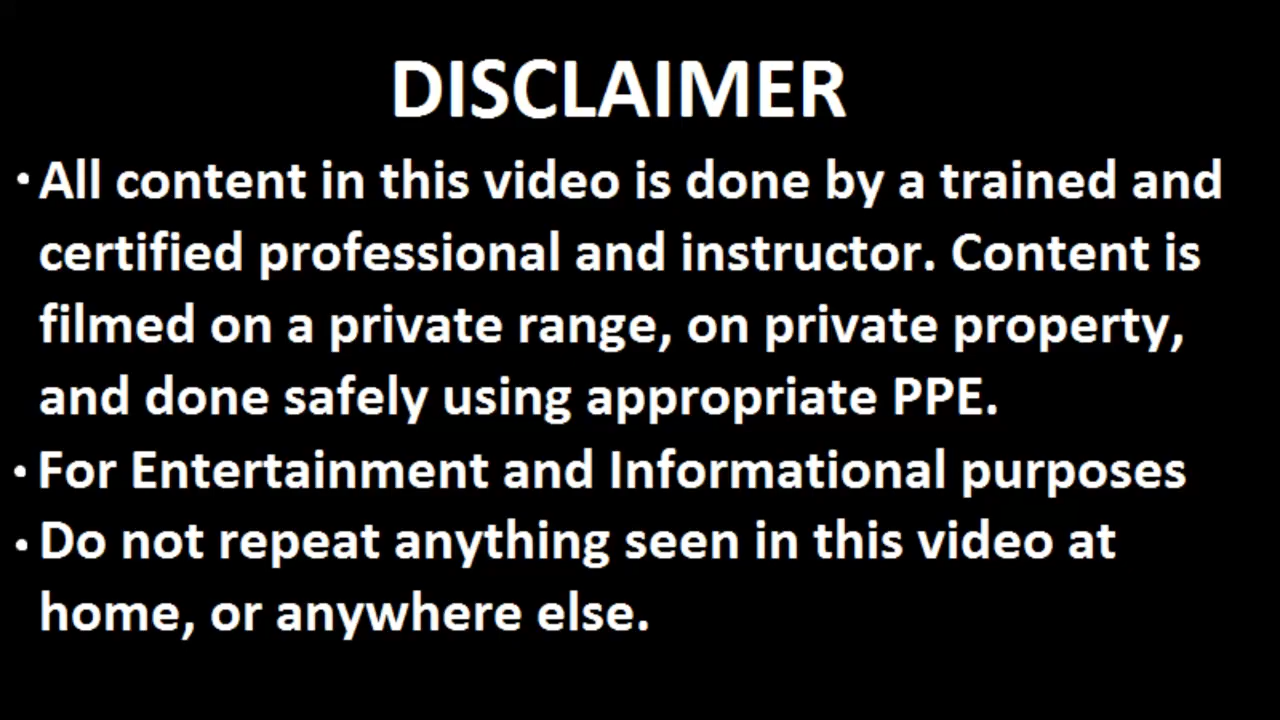 DISCLAIMER
• All content in this video is done by a trained and
certified professional and instructor. Content is
filmed on a private range, on private property,
and done safely using appropriate PPE.
• For Entertainment and Informational purposes
• Do not repeat anything seen in this video at
home, or anywhere else.